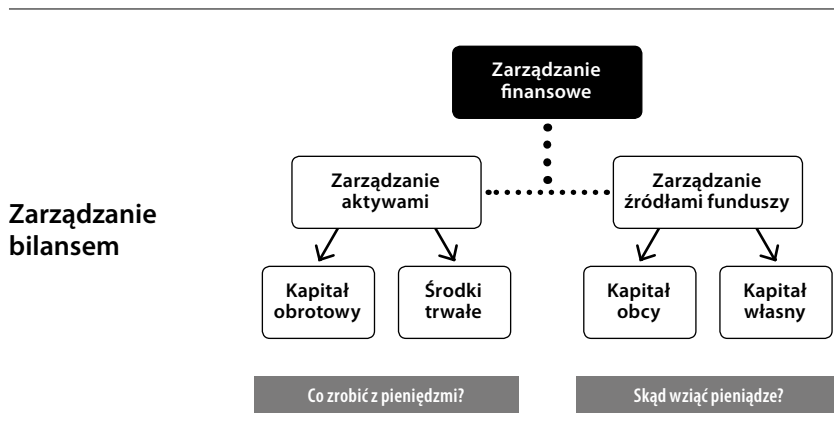 Zarządzanie
finansowe
Zarządzanie
aktywami
Zarządzanie
źródłami funduszy
Zarządzanie
bilansem
Kapitał
obrotowy
Środki
trwałe
Kapitał
obcy
Kapitał
własny
Co zrobić z pieniędzmi?
Skąd wziąć pieniądze?